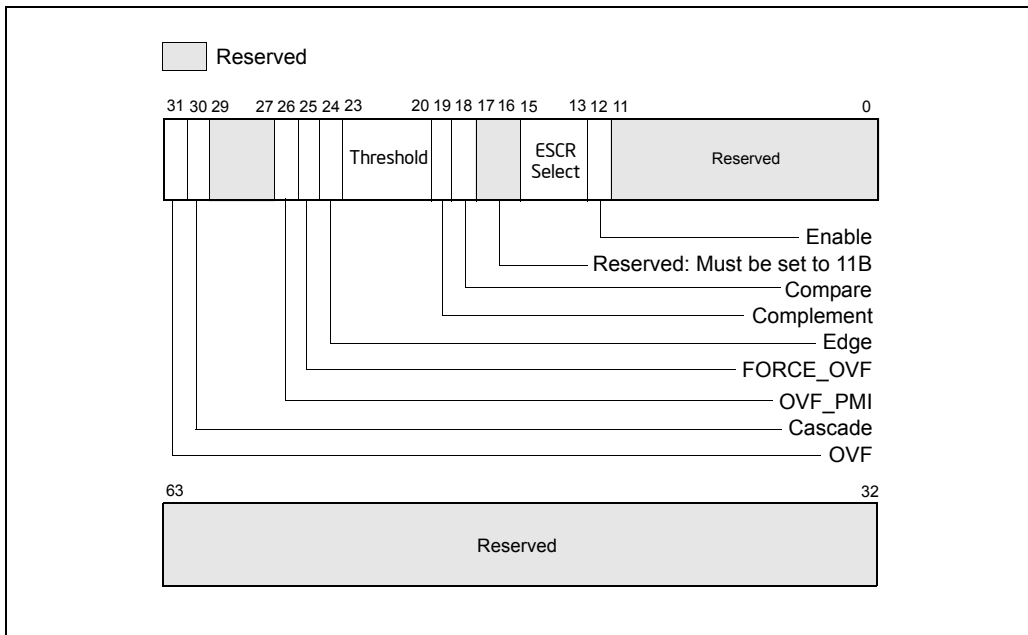 Reserved
31 30 29 27 26 25 24 23 20 19 18 17 16 15 13 12 11 0
Threshold
ESCR
Select
Reserved
Enable
Reserved: Must be set to 11B
Compare
Complement
Edge
FORCE_OVF
OVF_PMI
Cascade
OVF
63 32
Reserved